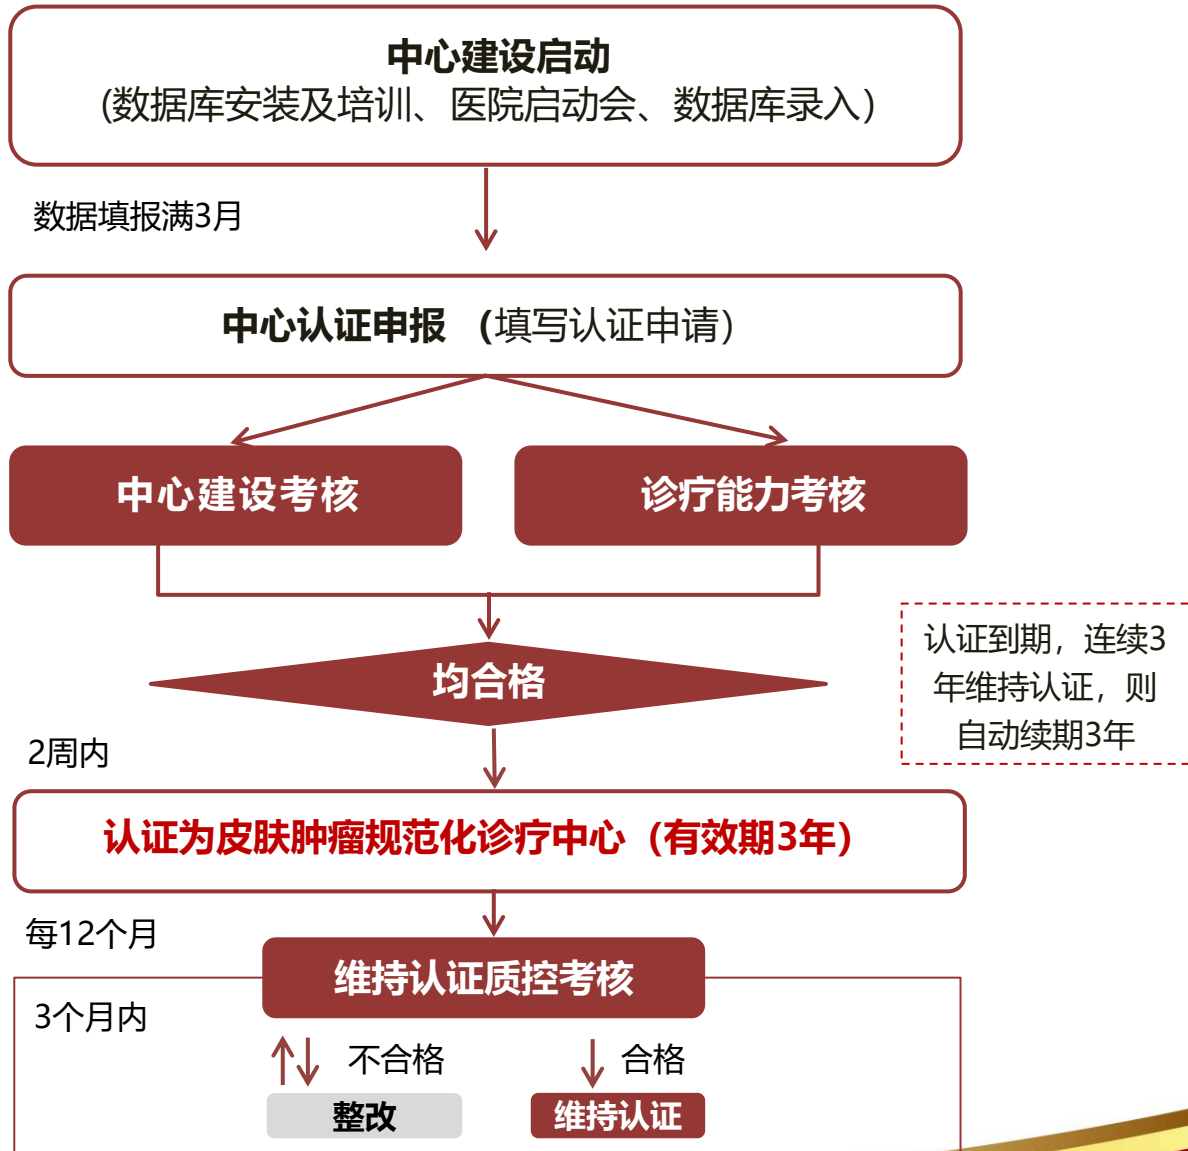 中心建设启动
(数据库安装及培训、医院启动会、数据库录入）
数据填报满3月
中心认证申报 （填写认证申请）
中心建设考核
诊疗能力考核
均合格
认证到期，连续3
年维持认证，则
自动续期3年
2周内
认证为皮肤肿瘤规范化诊疗中心（有效期3年）
每12个月
维持认证质控考核
3个月内
不合格
合格
整改
维持认证